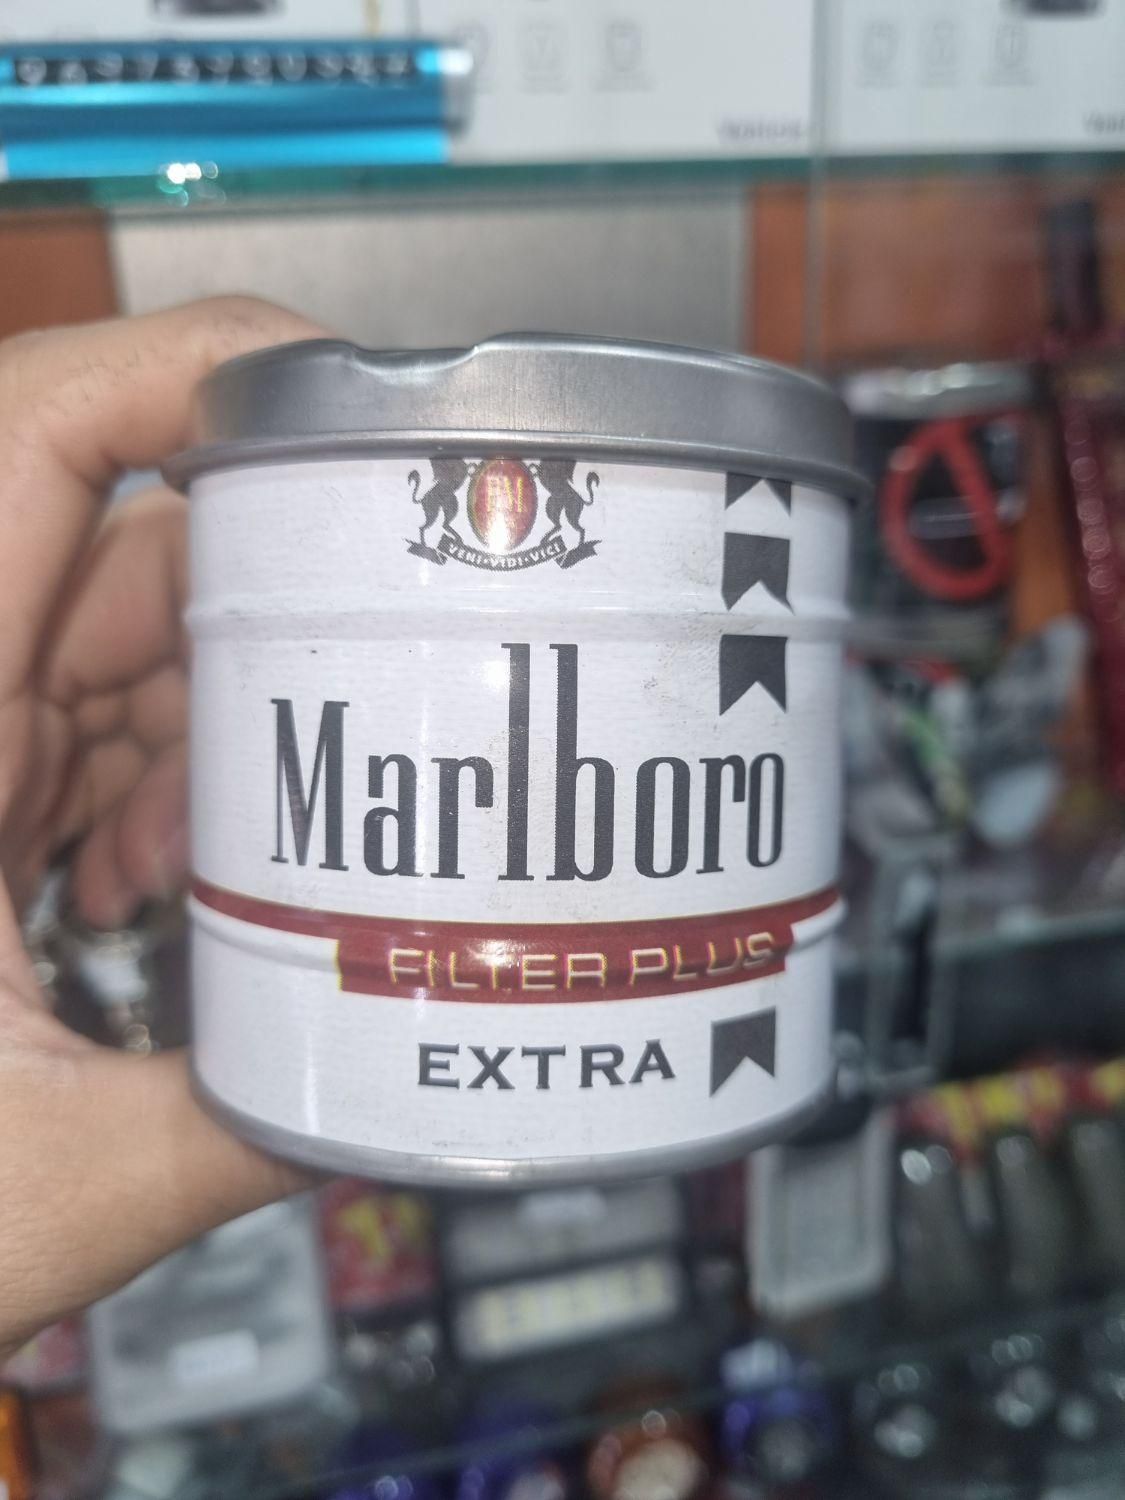 PM
VENI·VIDI·VICI
Marlboro
FILTER PLUS
EXTRA